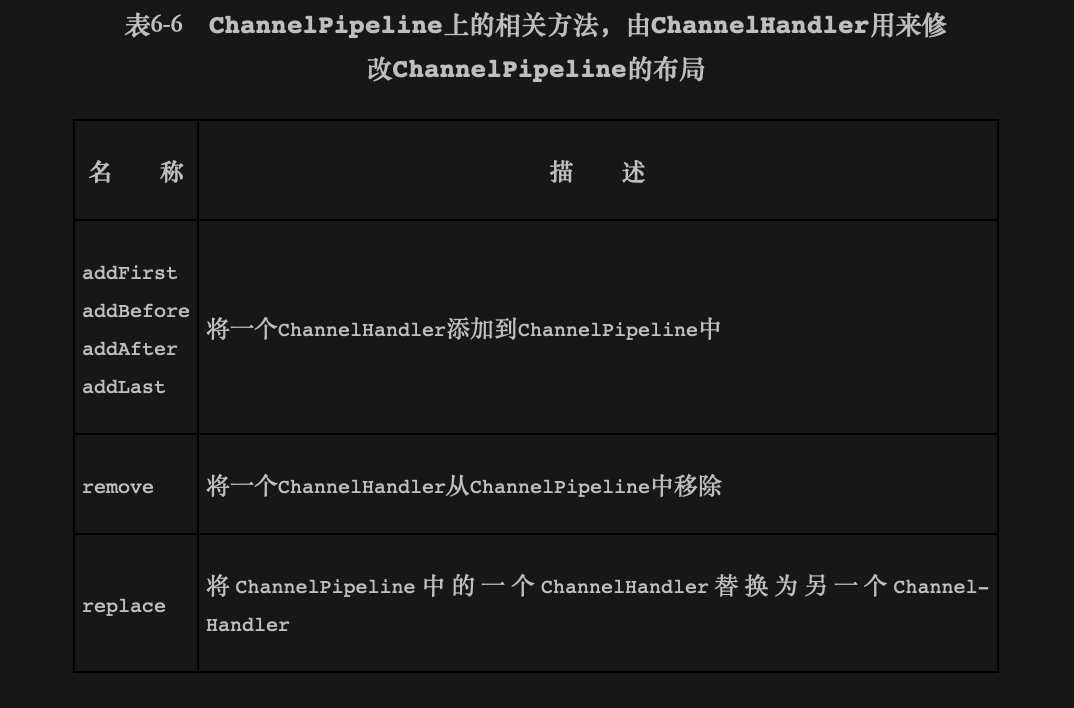 表6-6 ChannelPipeline上的相关方法，由ChannelHandler用来修
改ChannelPipeline的布局
名 称
描 述
addFirst
addBefore
addAfter
addLast
将一个ChannelHandler添加到ChannelPipeline中
remove
将一个ChannelHandler从ChannelPipeline中移除
replace
将ChannelPipeline中的一个ChannelHandler替换为另一个Channel-
Handler